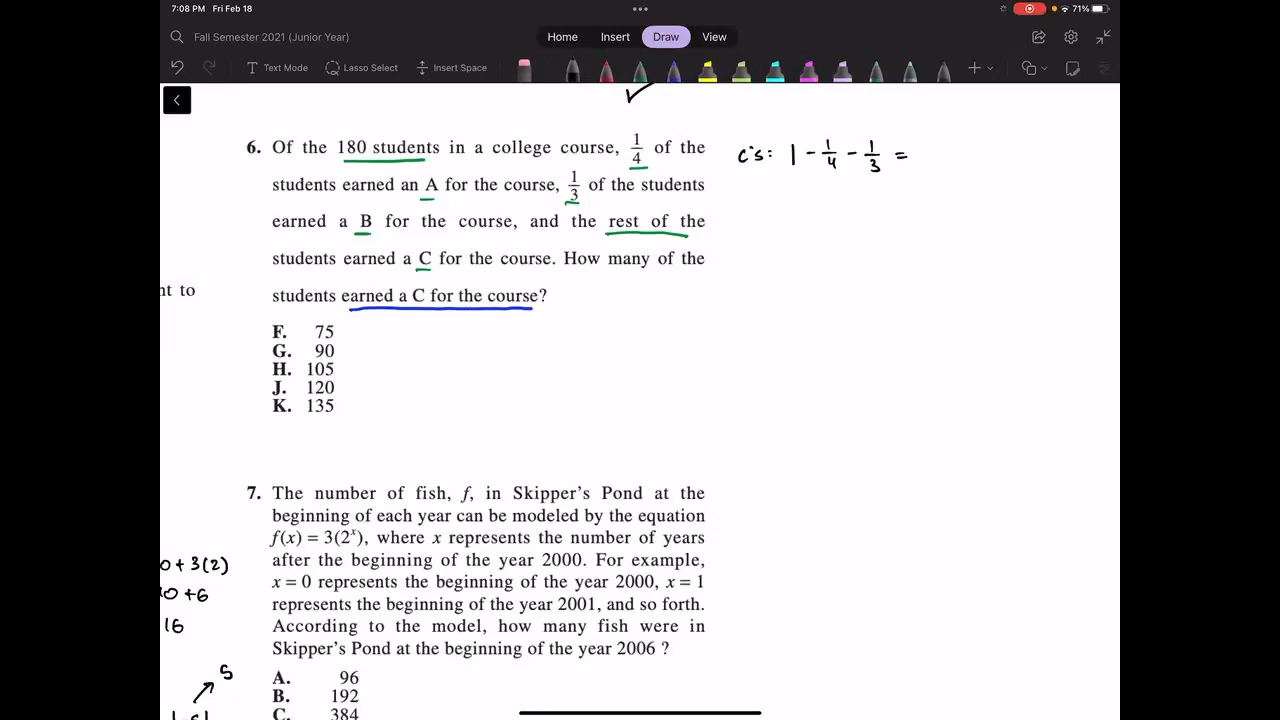 7:08 PM Fri Feb 18
71%
Fall Semester 2021 (Junior Year)
Home Insert Draw View
Text Mode Lasso Select Insert Space
6. Of the 180 students in a college course, 1/4 of the
students earned an A for the course, 1/3 of the students
earned a B for the course, and the rest of the
students earned a C for the course. How many of the
students earned a C for the course?
F. 75
G. 90
H. 105
J. 120
K. 135
c's: 1 - 1/4 - 1/3 =
nt to
7. The number of fish, f, in Skipper's Pond at the
beginning of each year can be modeled by the equation
f(x) = 3(2ˣ), where x represents the number of years
after the beginning of the year 2000. For example,
x = 0 represents the beginning of the year 2000, x = 1
represents the beginning of the year 2001, and so forth.
According to the model, how many fish were in
Skipper's Pond at the beginning of the year 2006 ?
A. 96
B. 192
C. 384
0 + 3(2)
10 + 6
16
5